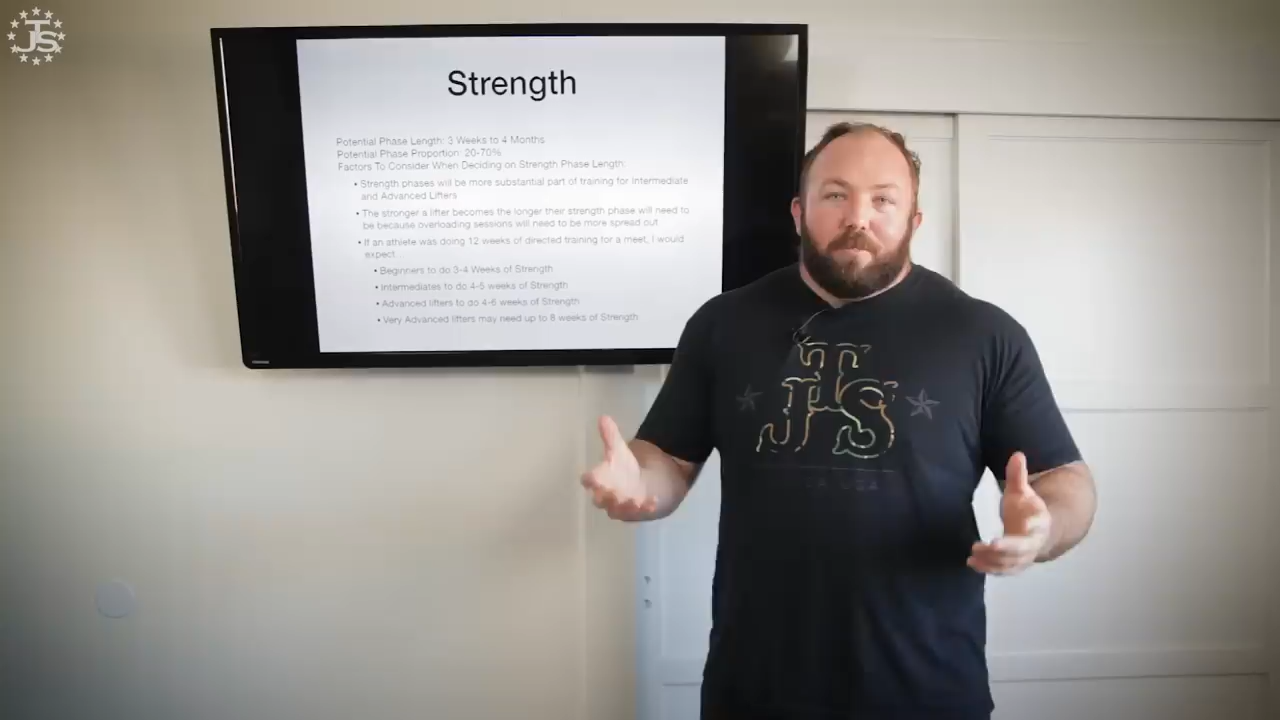 JTS
Strength
Potential Phase Length: 3 Weeks to 4 Months
Potential Phase Proportion: 20-70%
Factors To Consider When Deciding on Strength Phase Length:
• Strength phases will be more substantial part of training for Intermediate
and Advanced Lifters
• The stronger a lifter becomes the longer their strength phase will need to
be because overloading sessions will need to be more spread out
• If an athlete was doing 12 weeks of directed training for a meet, I would
expect...
• Beginners to do 3-4 Weeks of Strength
• Intermediates to do 4-5 weeks of Strength
• Advanced lifters to do 4-6 weeks of Strength
• Very Advanced lifters may need up to 8 weeks of Strength
JTS
USA